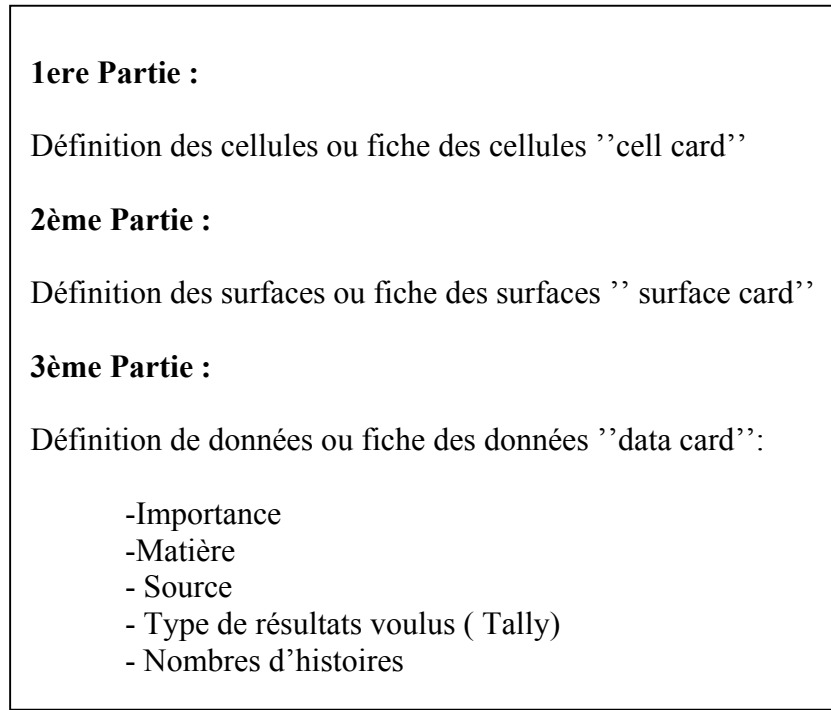 1ere Partie :
Définition des cellules ou fiche des cellules ’’cell card’’
2ème Partie :
Définition des surfaces ou fiche des surfaces ’’ surface card’’
3ème Partie :
Définition de données ou fiche des données ’’data card’’:
-Importance
-Matière
- Source
- Type de résultats voulus ( Tally)
- Nombres d’histoires